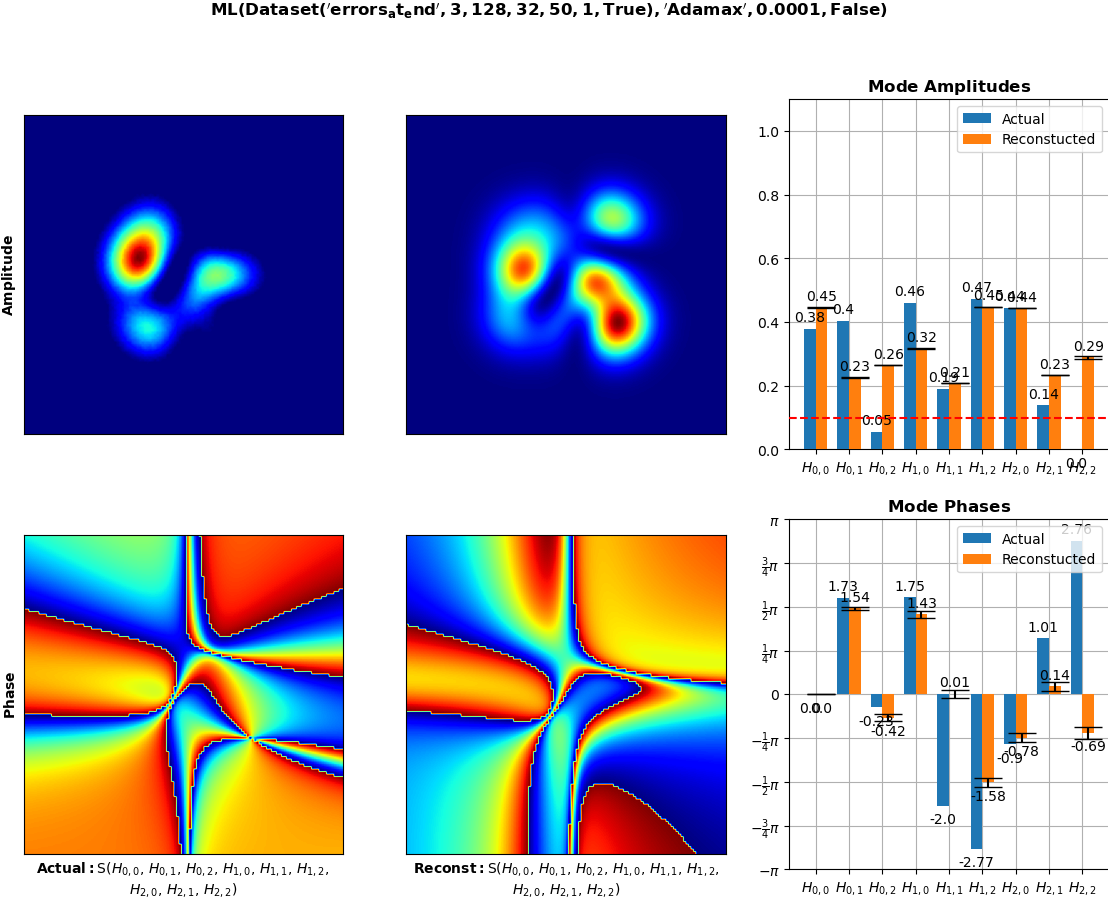 ML(Dataset('errors_at_end', 3, 128, 32, 50, 1, True), 'Adamax', 0.0001, False)
Amplitude
Mode Amplitudes
Actual
Reconstucted
1.0
0.8
0.6
0.4
0.2
0.0
0.38 0.45 0.4 0.23 0.05 0.26 0.46 0.32 0.19 0.21 0.47 0.45 0.44 0.44 0.14 0.23 0.0 0.29
H0,0 H0,1 H0,2 H1,0 H1,1 H1,2 H2,0 H2,1 H2,2
Phase
Mode Phases
Actual
Reconstucted
π
3/4π
1/2π
1/4π
0
−1/4π
−1/2π
−3/4π
−π
0.0 0.0 1.73 1.54 -0.23 -0.42 1.75 1.43 -2.0 0.01 -2.77 -1.58 -0.9 -0.78 1.01 0.14 2.76 -0.69
H0,0 H0,1 H0,2 H1,0 H1,1 H1,2 H2,0 H2,1 H2,2
Actual: S(H0,0, H0,1, H0,2, H1,0, H1,1, H1,2,
H2,0, H2,1, H2,2)
Reconst: S(H0,0, H0,1, H0,2, H1,0, H1,1, H1,2,
H2,0, H2,1, H2,2)